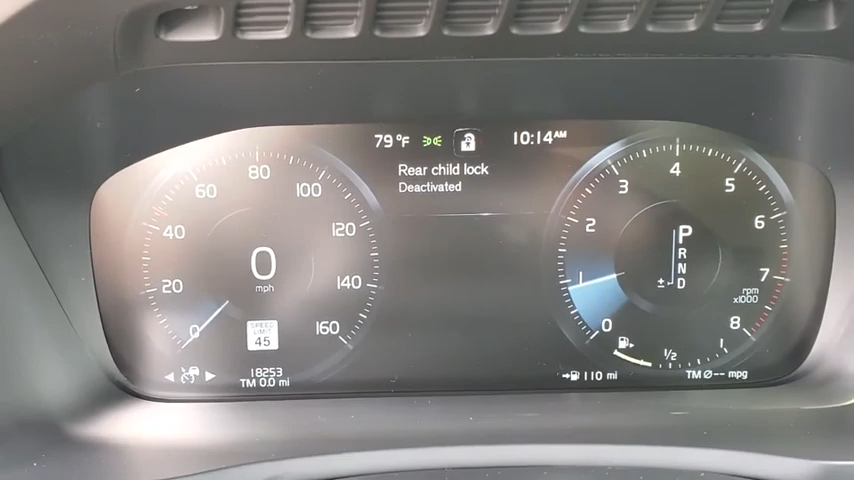 79 °F
10:14 AM
Rear child lock
Deactivated
0
20
40
60
80
100
120
140
160
0
mph
SPEED
LIMIT
45
18253
TM 0.0 mi
0
1
2
3
4
5
6
7
8
P
R
N
D
±
rpm
x1000
1/2
1
110 mi
TM Ø-- mpg